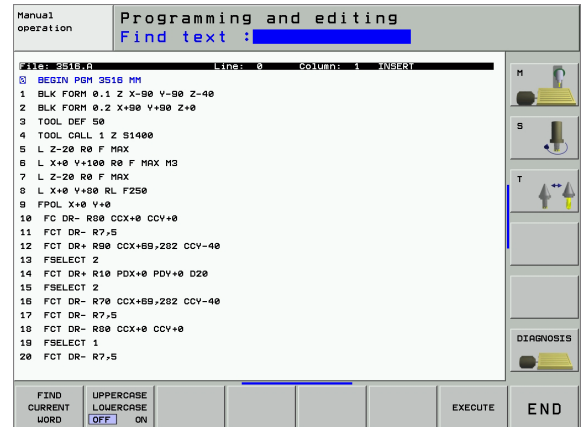 Manual
operation
Programming and editing
Find text :
File: 3516.A Line: 0 Column: 1 INSERT
0 BEGIN PGM 3516 MM
1 BLK FORM 0.1 Z X-90 Y-90 Z-40
2 BLK FORM 0.2 X+90 Y+90 Z+0
3 TOOL DEF 50
4 TOOL CALL 1 Z S1400
5 L Z-20 R0 F MAX
6 L X+0 Y+100 R0 F MAX M3
7 L Z-20 R0 F MAX
8 L X+0 Y+80 RL F250
9 FPOL X+0 Y+0
10 FC DR- R80 CCX+0 CCY+0
11 FCT DR- R7,5
12 FCT DR+ R90 CCX+69,282 CCY-40
13 FSELECT 2
14 FCT DR+ R10 PDX+0 PDY+0 D20
15 FSELECT 2
16 FCT DR- R70 CCX+69,282 CCY-40
17 FCT DR- R7,5
18 FCT DR- R80 CCX+0 CCY+0
19 FSELECT 1
20 FCT DR- R7,5
M
S
T
DIAGNOSIS
FIND
CURRENT
WORD
UPPERCASE
LOWERCASE
OFF ON
EXECUTE
END